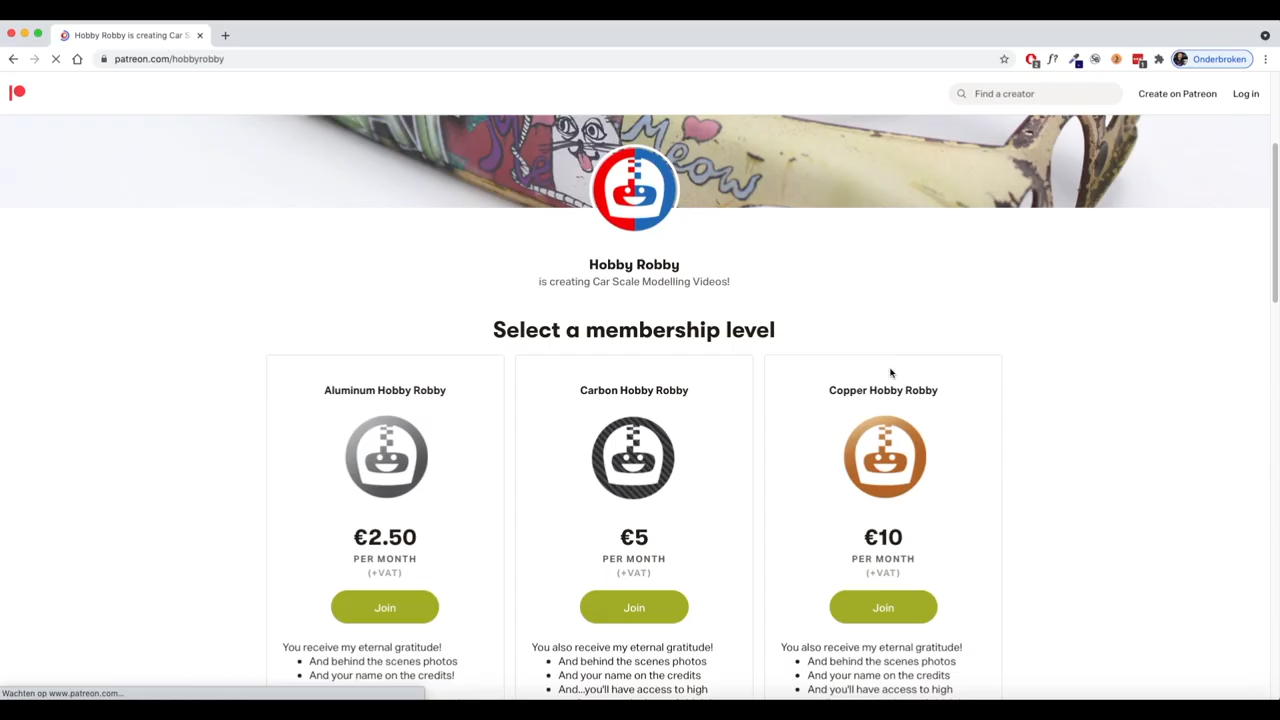 Hobby Robby is creating Car S
patreon.com/hobbyrobby
Onderbroken
Find a creator
Create on Patreon
Log in
Meow
Hobby Robby
is creating Car Scale Modelling Videos!
Select a membership level
Aluminum Hobby Robby
Carbon Hobby Robby
Copper Hobby Robby
€2.50
PER MONTH
(+VAT)
Join
€5
PER MONTH
(+VAT)
Join
€10
PER MONTH
(+VAT)
Join
You receive my eternal gratitude!
And behind the scenes photos
And your name on the credits!
You also receive my eternal gratitude!
And behind the scenes photos
And your name on the credits
And...you'll have access to high
You also receive my eternal gratitude!
And behind the scenes photos
And your name on the credits
And you'll have access to high
Wachten op www.patreon.com...